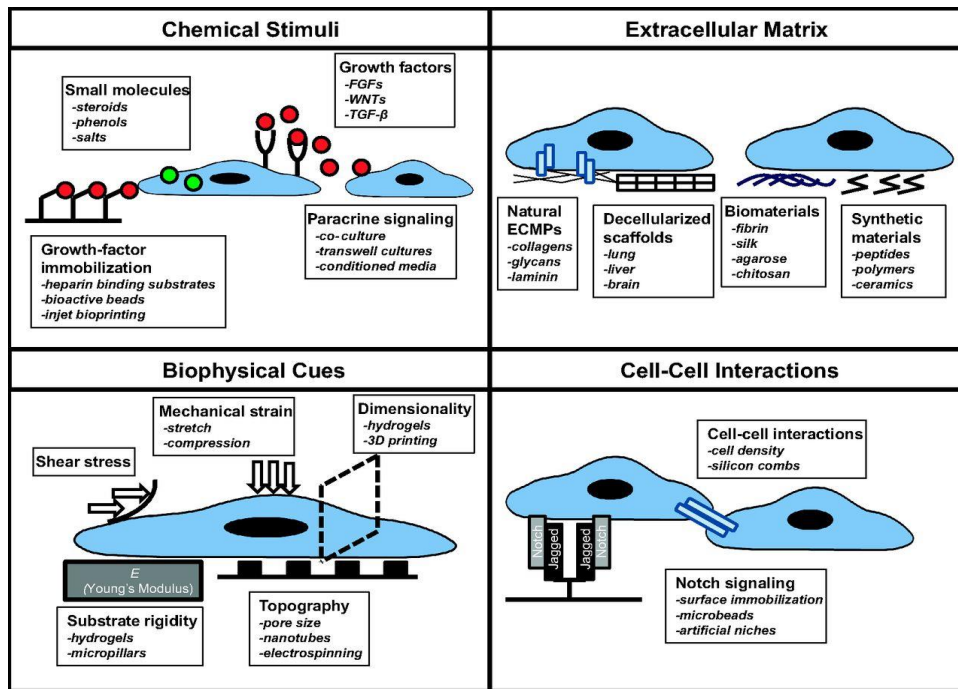 Chemical Stimuli
Small molecules
-steroids
-phenols
-salts
Growth factors
-FGFs
-WNTs
-TGF-β
Growth-factor
immobilization
-heparin binding substrates
-bioactive beads
-injet bioprinting
Paracrine signaling
-co-culture
-transwell cultures
-conditioned media
Extracellular Matrix
Natural
ECMPs
-collagens
-glycans
-laminin
Decellularized
scaffolds
-lung
-liver
-brain
Biomaterials
-fibrin
-silk
-agarose
-chitosan
Synthetic
materials
-peptides
-polymers
-ceramics
Biophysical Cues
Shear stress
Mechanical strain
-stretch
-compression
Dimensionality
-hydrogels
-3D printing
E
(Young's Modulus)
Substrate rigidity
-hydrogels
-micropillars
Topography
-pore size
-nanotubes
-electrospinning
Cell-Cell Interactions
Cell-cell interactions
-cell density
-silicon combs
Notch
Jagged
Jagged
Notch
Notch signaling
-surface immobilization
-microbeads
-artificial niches